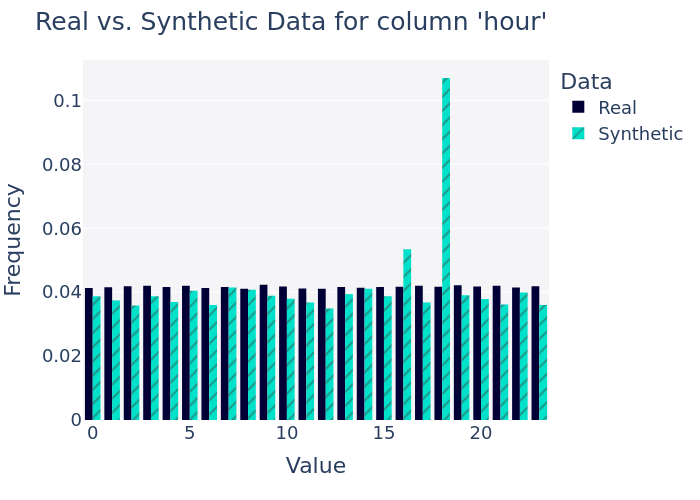 Real vs. Synthetic Data for column 'hour'
Data
Real
Synthetic
Frequency
0.1
0.08
0.06
0.04
0.02
0
0 5 10 15 20
Value